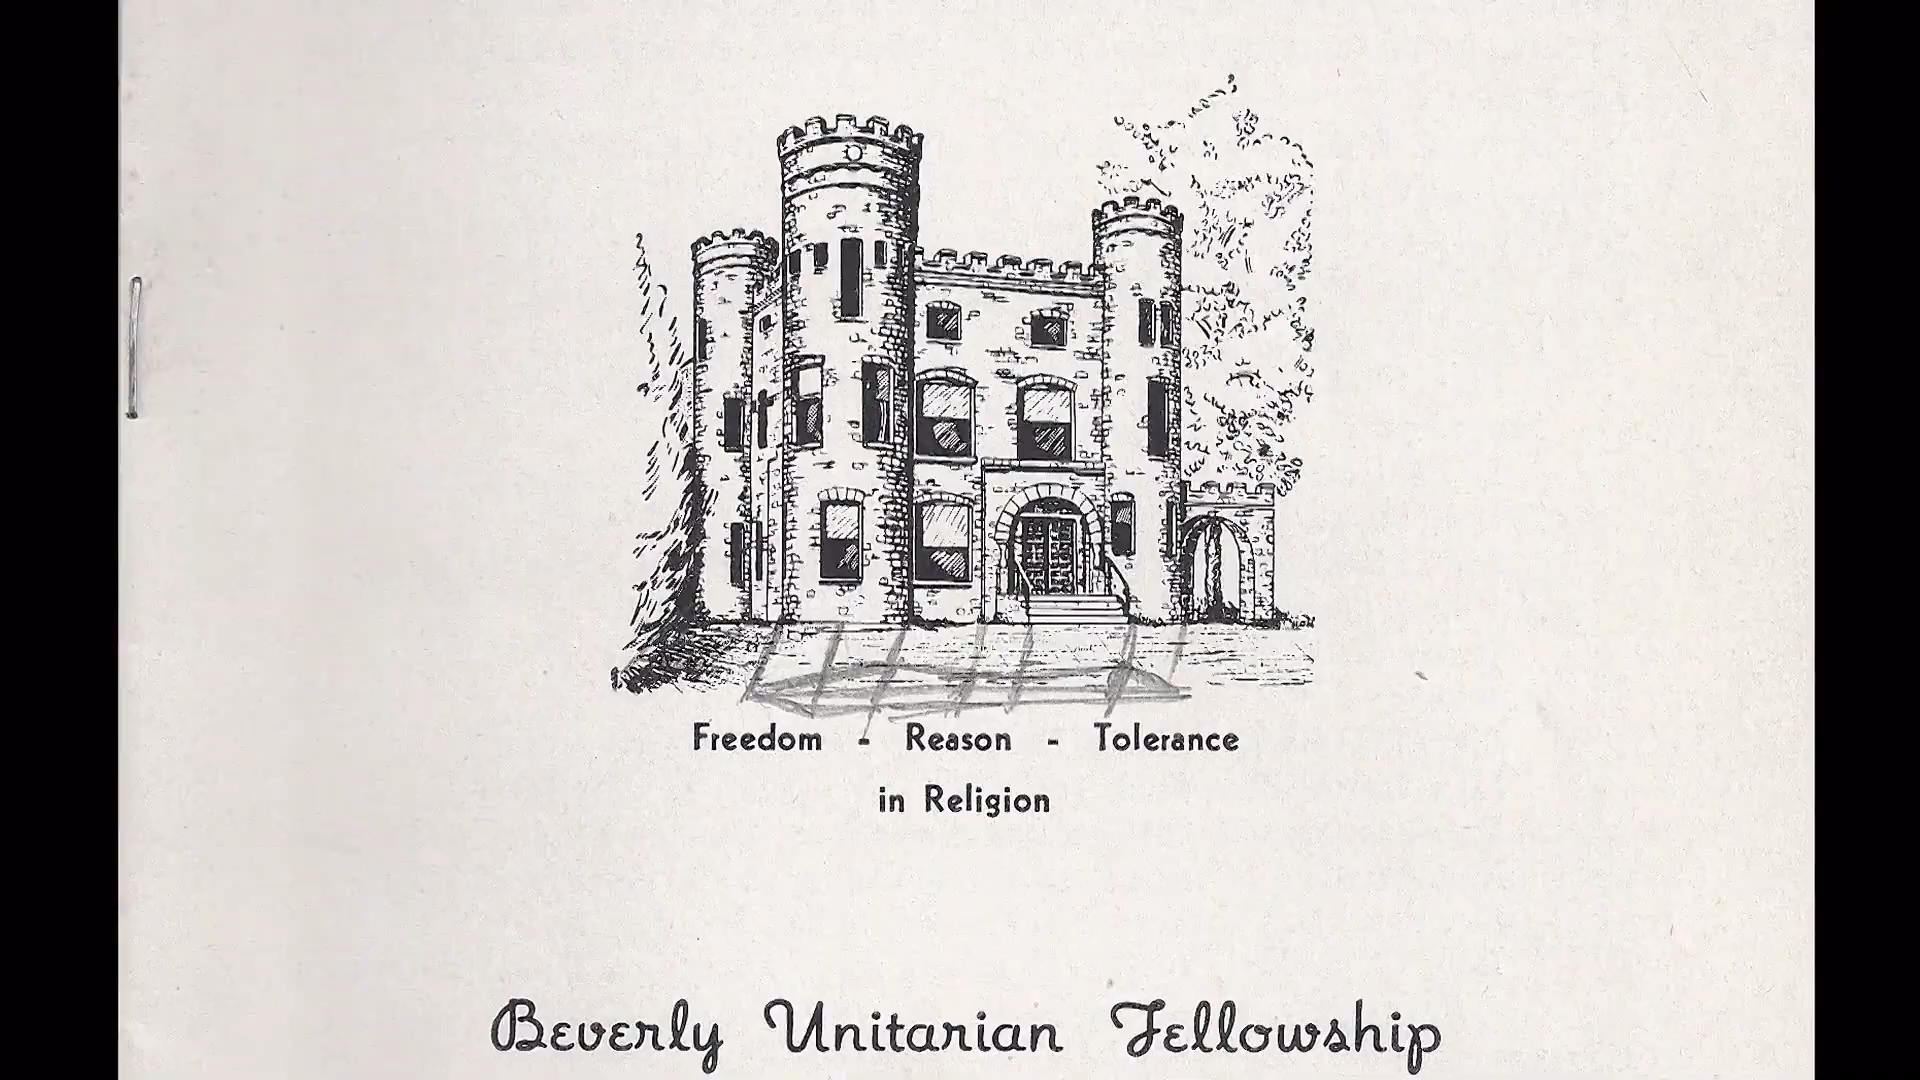 Freedom - Reason - Tolerance
in Religion
Beverly Unitarian Fellowship